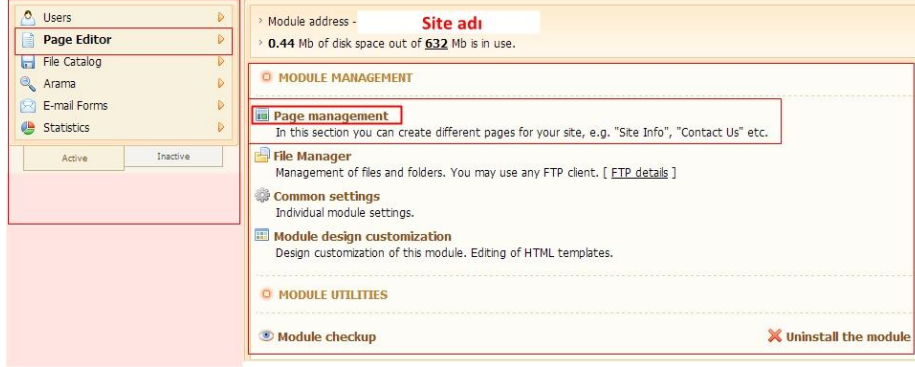 Users
Page Editor
File Catalog
Arama
E-mail Forms
Statistics
Active
Inactive
Module address - Site adı
0.44 Mb of disk space out of 632 Mb is in use.
MODULE MANAGEMENT
Page management
In this section you can create different pages for your site, e.g. "Site Info", "Contact Us" etc.
File Manager
Management of files and folders. You may use any FTP client. [ FTP details ]
Common settings
Individual module settings.
Module design customization
Design customization of this module. Editing of HTML templates.
MODULE UTILITIES
Module checkup
Uninstall the module